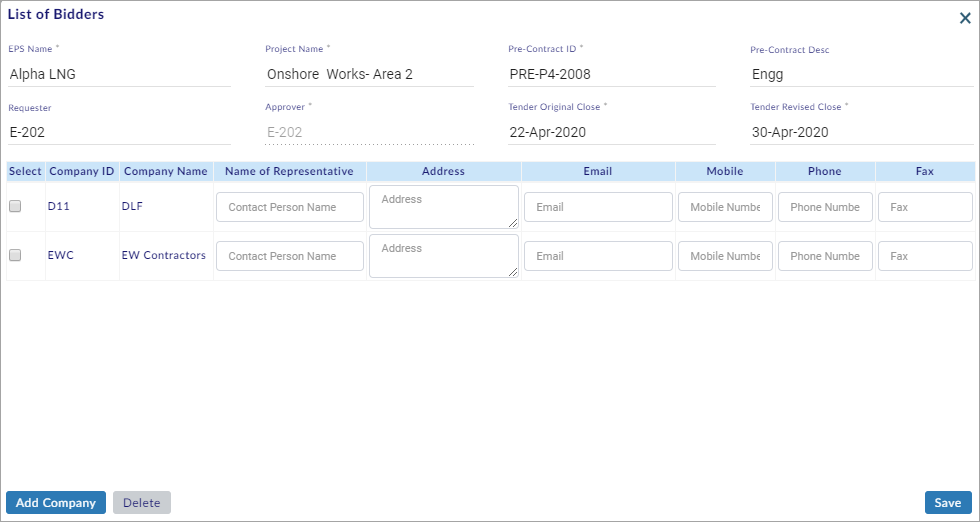 List of Bidders
EPS Name * Project Name * Pre-Contract ID * Pre-Contract Desc
Alpha LNG Onshore Works- Area 2 PRE-P4-2008 Engg
Requester Approver * Tender Original Close * Tender Revised Close *
E-202 E-202 22-Apr-2020 30-Apr-2020
Select Company ID Company Name Name of Representative Address Email Mobile Phone Fax
D11 DLF Contact Person Name Address Email Mobile Numbe Phone Numbe Fax
EWC EW Contractors Contact Person Name Address Email Mobile Numbe Phone Numbe Fax
Add Company Delete Save